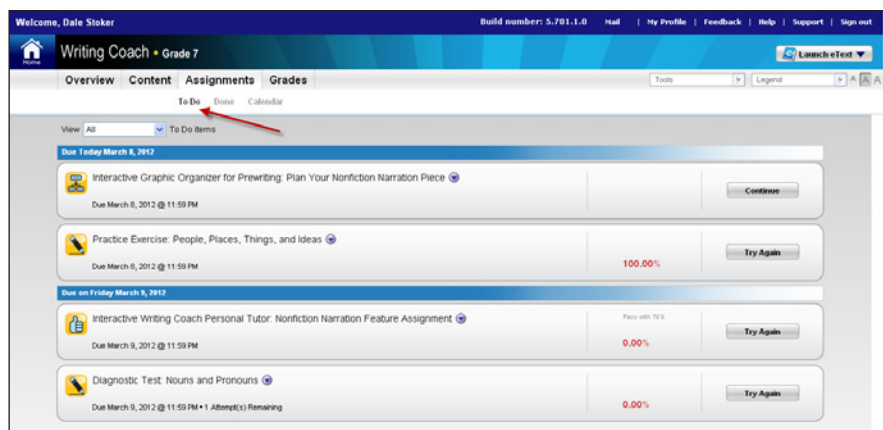 Welcome, Dale Stoker Build number: 5.701.1.0 Mail | My Profile | Feedback | Help | Support | Sign out
Home Writing Coach • Grade 7 Launch eText
Overview Content Assignments Grades Tools Legend A A A
To Do Done Calendar
View All To Do items
Due Today March 8, 2012
Interactive Graphic Organizer for Prewriting: Plan Your Nonfiction Narration Piece
Continue
Due March 8, 2012 @ 11:59 PM
Practice Exercise: People, Places, Things, and Ideas
Try Again
Due March 8, 2012 @ 11:59 PM 100.00%
Due on Friday March 9, 2012
Interactive Writing Coach Personal Tutor: Nonfiction Narration Feature Assignment Pass with 70%
Try Again
Due March 9, 2012 @ 11:59 PM 0.00%
Diagnostic Test: Nouns and Pronouns
Try Again
Due March 9, 2012 @ 11:59 PM • 1 Attempt(s) Remaining 0.00%